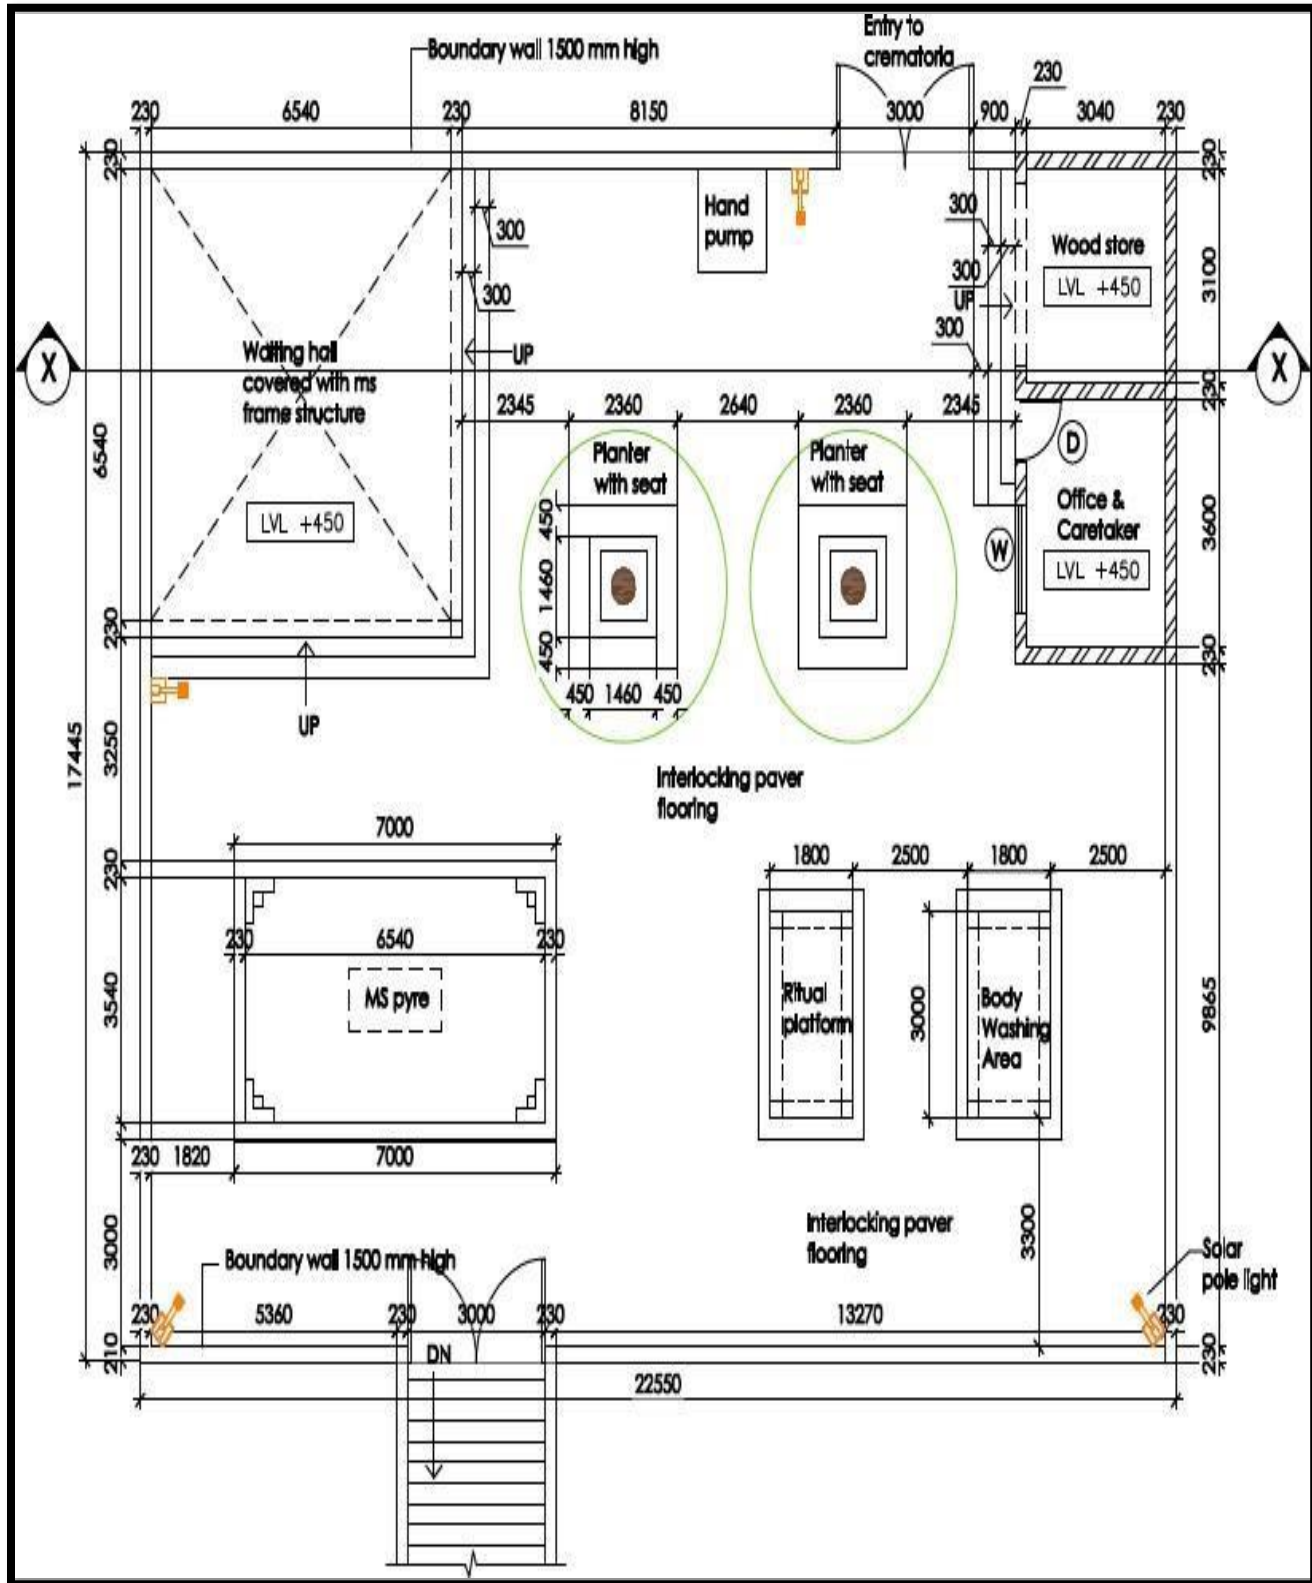 Entry to
crematoria
Boundary wall 1500 mm high
230
230 6540 230 8150 3000 900 3040 230
230
230
Hand
pump
300
300
300
300
UP
300
Wood store
LVL +450
3100
X
X
UP
Waiting hall
covered with ms
frame structure
6540
LVL +450
2345 2360 2640 2360 2345
230
D
Planter
with seat
Planter
with seat
Office &
Caretaker
LVL +450
3600
W
450
1460
450
450 1460 450
230
230
UP
17445
3250
Interlocking paver
flooring
7000
1800 2500 1800 2500
230
230 6540 230
MS pyre
3540
Ritual
platform
3000
Body
Washing
Area
9865
230 1820 7000
3000
Interlocking paver
flooring
3300
Boundary wall 1500 mm high
Solar
pole light
230 5360 230 3000 230 13270 230
210
DN
230
22550